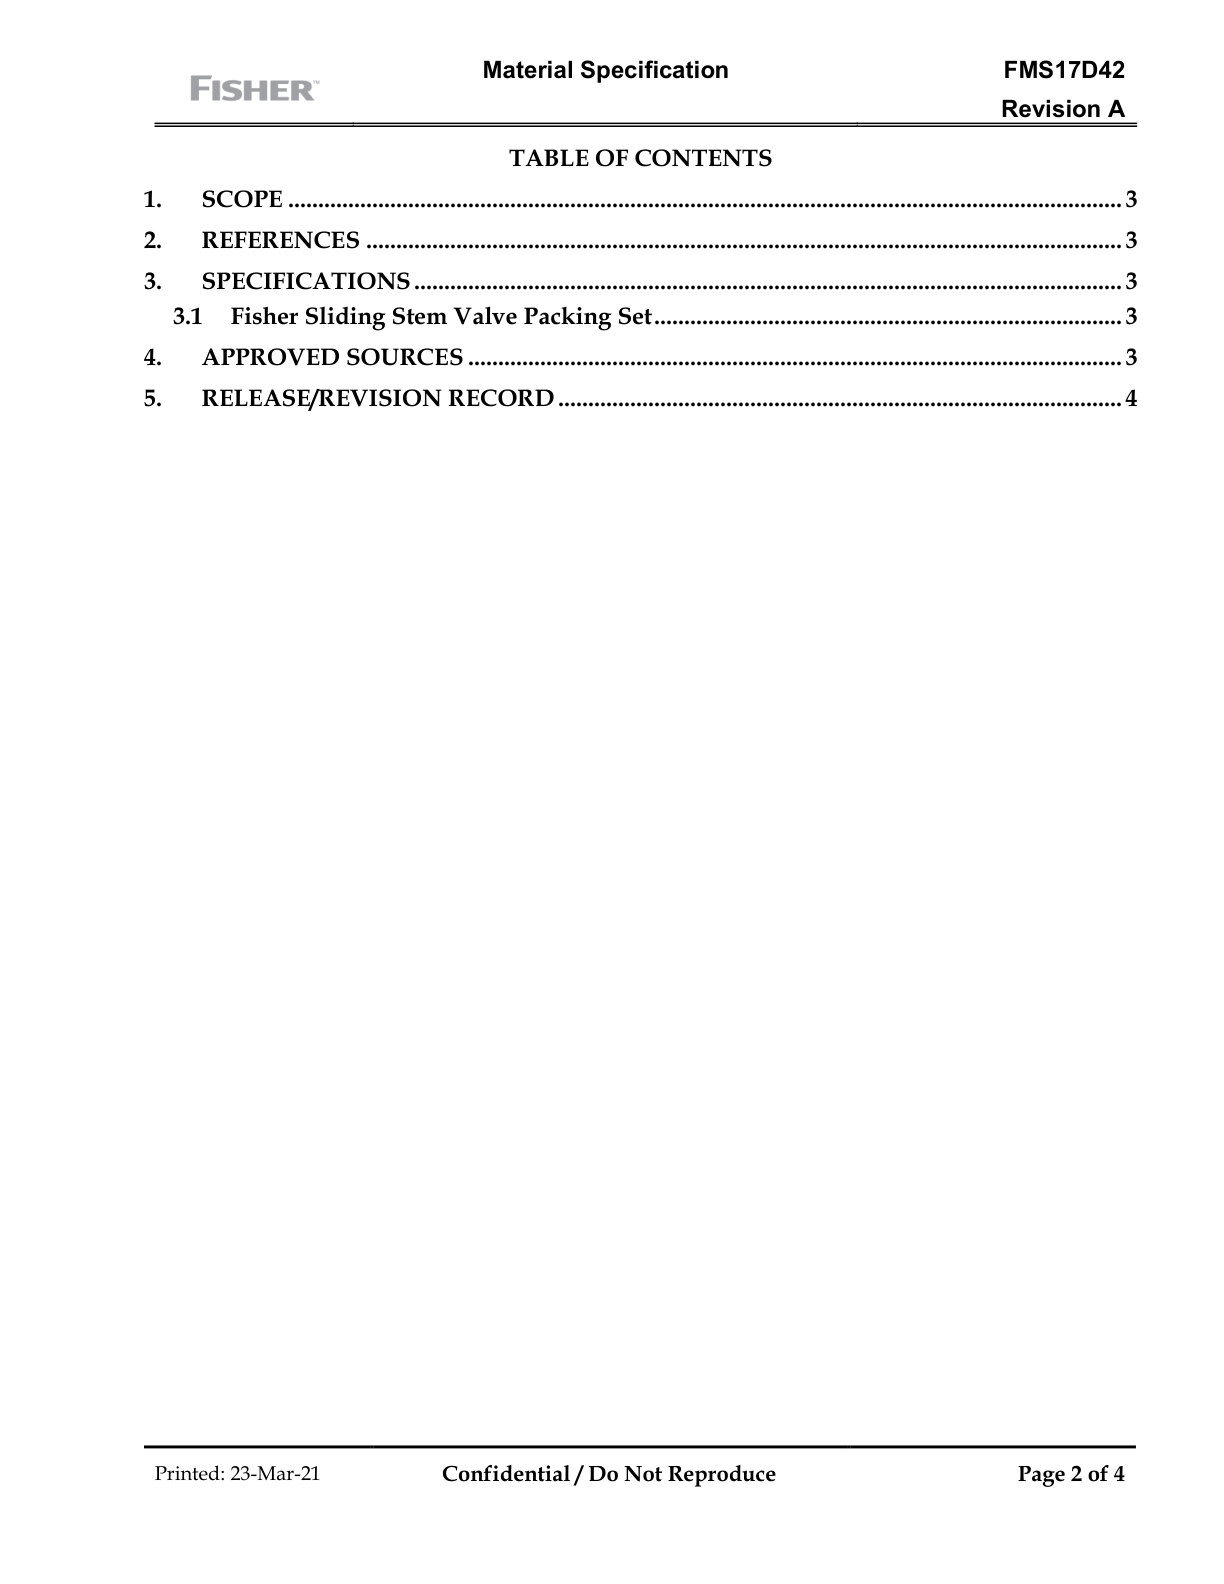 FISHER™
Material Specification
FMS17D42
Revision A
TABLE OF CONTENTS
1. SCOPE ........................................................................................................................................... 3
2. REFERENCES .............................................................................................................................. 3
3. SPECIFICATIONS ...................................................................................................................... 3
3.1 Fisher Sliding Stem Valve Packing Set .............................................................................. 3
4. APPROVED SOURCES ............................................................................................................. 3
5. RELEASE/REVISION RECORD .............................................................................................. 4
Printed: 23-Mar-21
Confidential / Do Not Reproduce
Page 2 of 4